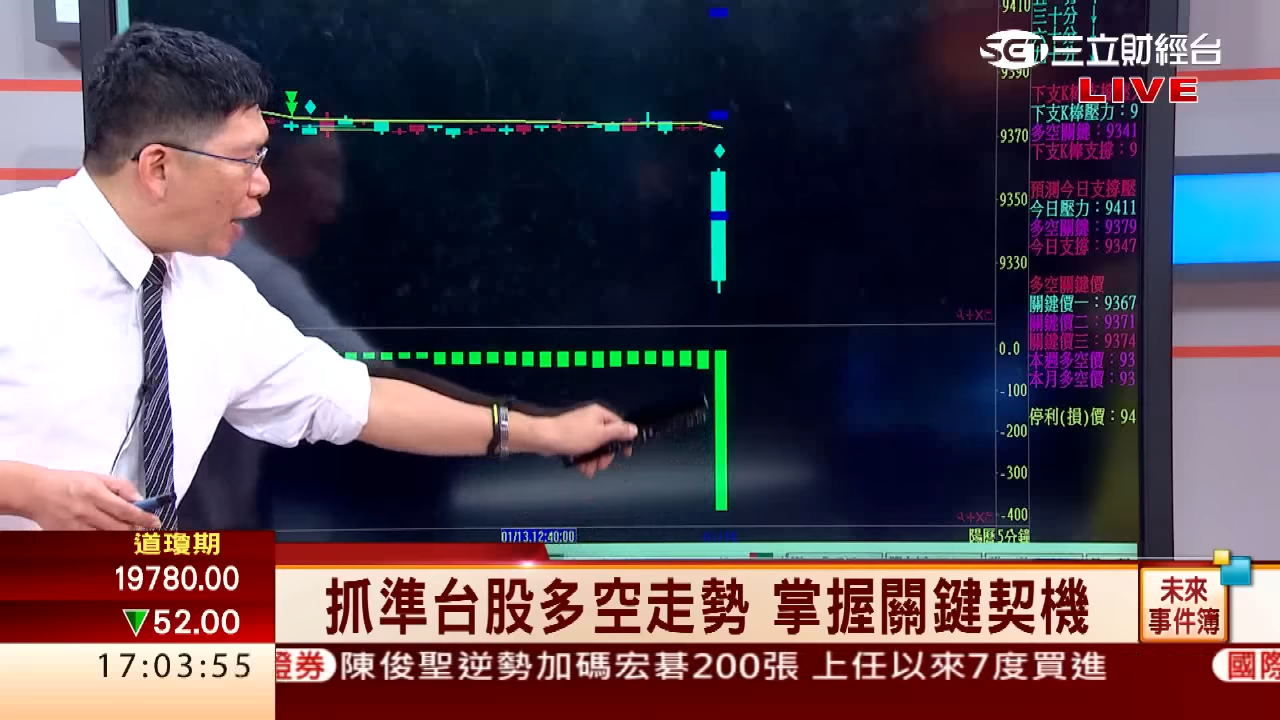 SET三立財經台
LIVE
9410
9390
9370
9350
9330
0.0
-100
-200
-300
-400
三十分
下支K棒壓力：9
多空關鍵：9341
下支K棒支撐：9
預測今日支撐壓
今日壓力：9411
多空關鍵：9379
今日支撐：9347
多空關鍵價
關鍵價一：9367
關鍵價二：9371
關鍵價三：9374
本週多空價：93
本月多空價：93
停利(損)價：94
01/13,12:40:00
5分鐘
道瓊期
19780.00
▼52.00
17:03:55
抓準台股多空走勢 掌握關鍵契機
未來
事件簿
證券 陳俊聖逆勢加碼宏碁200張 上任以來7度買進
國際